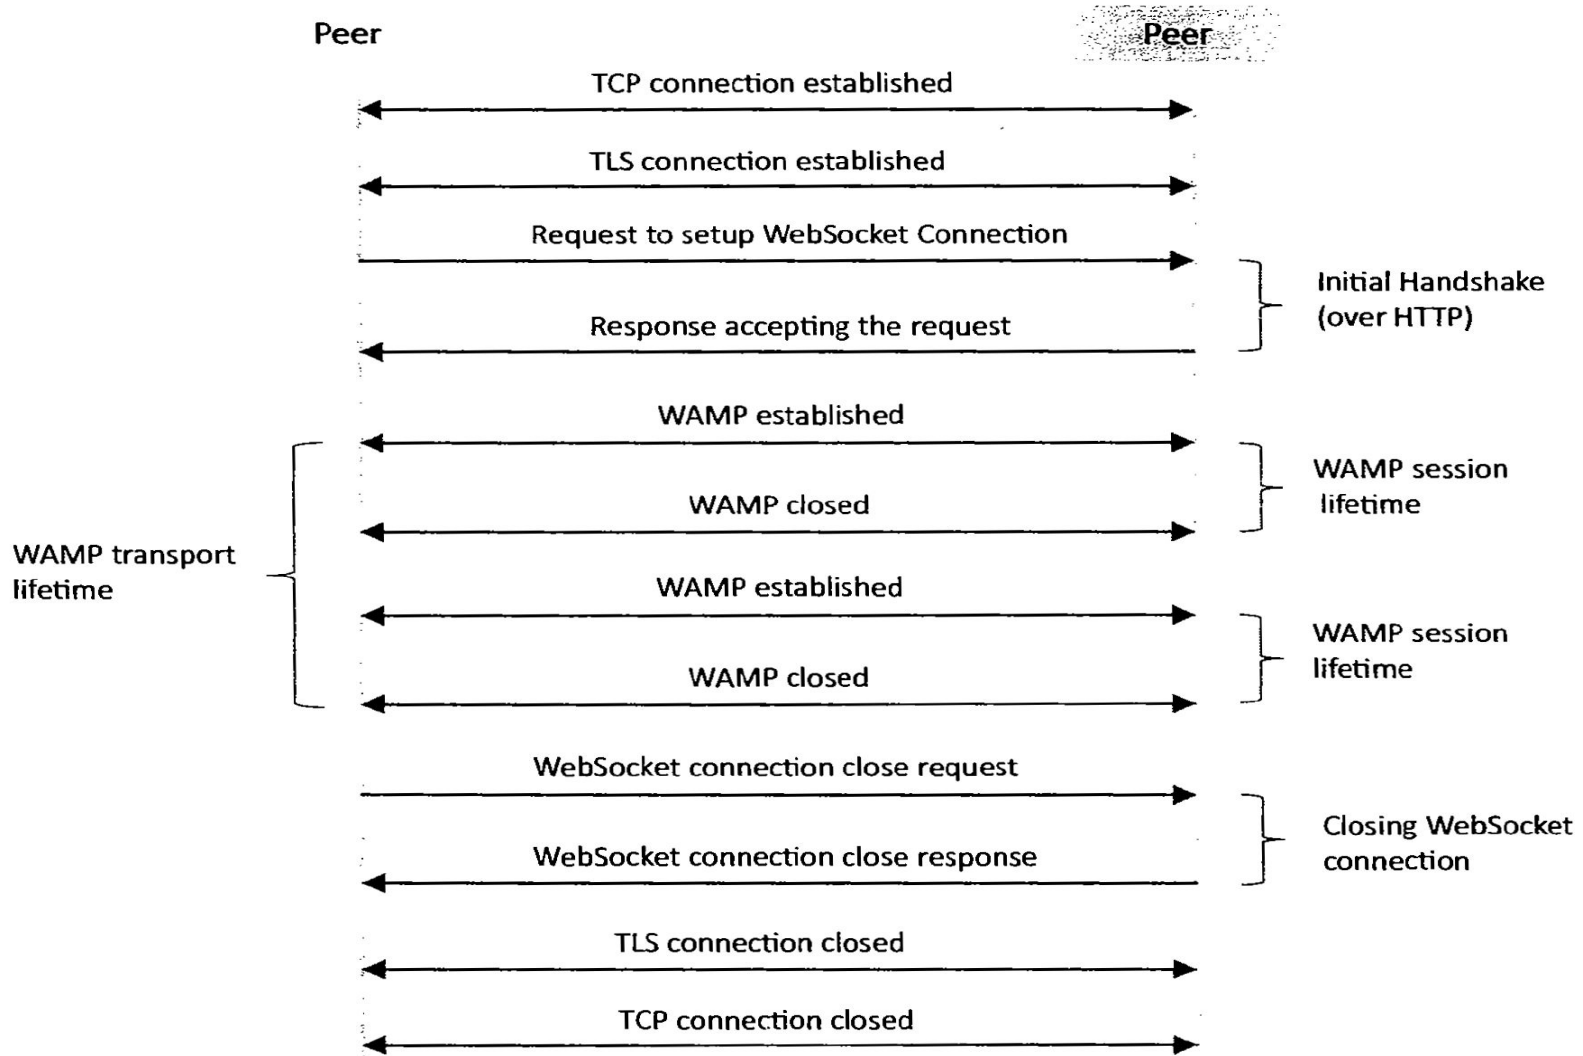 Peer
Peer
TCP connection established
TLS connection established
Request to setup WebSocket Connection
Initial Handshake
(over HTTP)
Response accepting the request
WAMP established
WAMP session
lifetime
WAMP closed
WAMP transport
lifetime
WAMP established
WAMP session
lifetime
WAMP closed
WebSocket connection close request
Closing WebSocket
connection
WebSocket connection close response
TLS connection closed
TCP connection closed